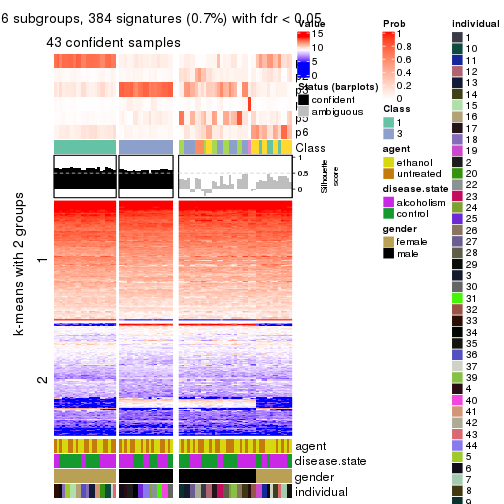 6 subgroups, 384 signatures (0.7%) with fdr < 0.05
43 confident samples
k-means with 2 groups
1
2
p3
p5
p6
Class
1
0.5
0
Silhouette
score
agent
disease.state
gender
individual
Value
15
10
5
0
Status (barplots)
confident
ambiguous
Prob
1
0.8
0.6
0.4
0.2
0
Class
1
3
agent
ethanol
untreated
disease.state
alcoholism
control
gender
female
male
individual
1
10
11
12
13
14
15
16
17
18
19
2
20
22
23
24
25
26
27
28
29
3
30
31
32
33
34
35
36
37
39
4
40
41
42
43
44
5
6
7
8
9